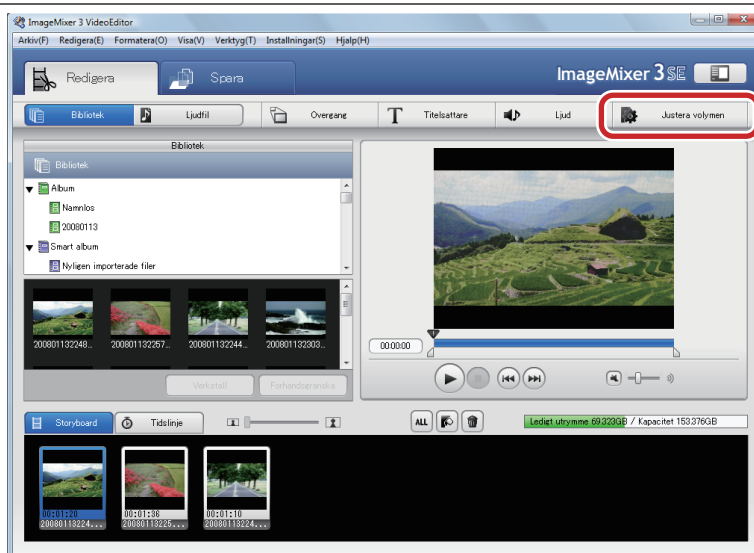 ImageMixer 3 VideoEditor
Arkiv(F) Redigera(E) Formatera(O) Visa(V) Verktyg(T) Installningar(S) Hjalp(H)
Redigera Spara ImageMixer 3 SE
Bibliotek Ljudfil Overgang Titelsattare Ljud Justera volymen
Bibliotek
Bibliotek
Album
Namnlos
20080113
Smart album
Nyligen importerade filer
200801132248... 200801132257... 200801132244... 200801132303...
00:00:00
Verkstall Forhandsgranska
Storyboard Tidslinje ALL Ledigt utrymme 69.323GB / Kapacitet 153.376GB
00:01:20 00:01:36 00:01:10
20080113224... 20080113225... 20080113224...